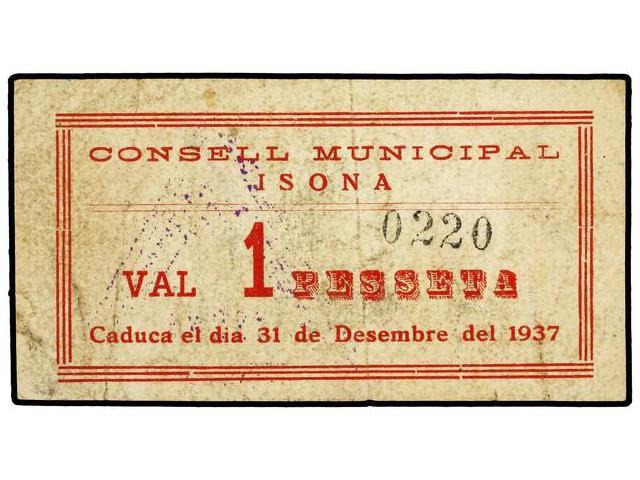 CONSELL MUNICIPAL
ISONA
0220
VAL 1 PESSETA
Caduca el dia 31 de Desembre del 1937